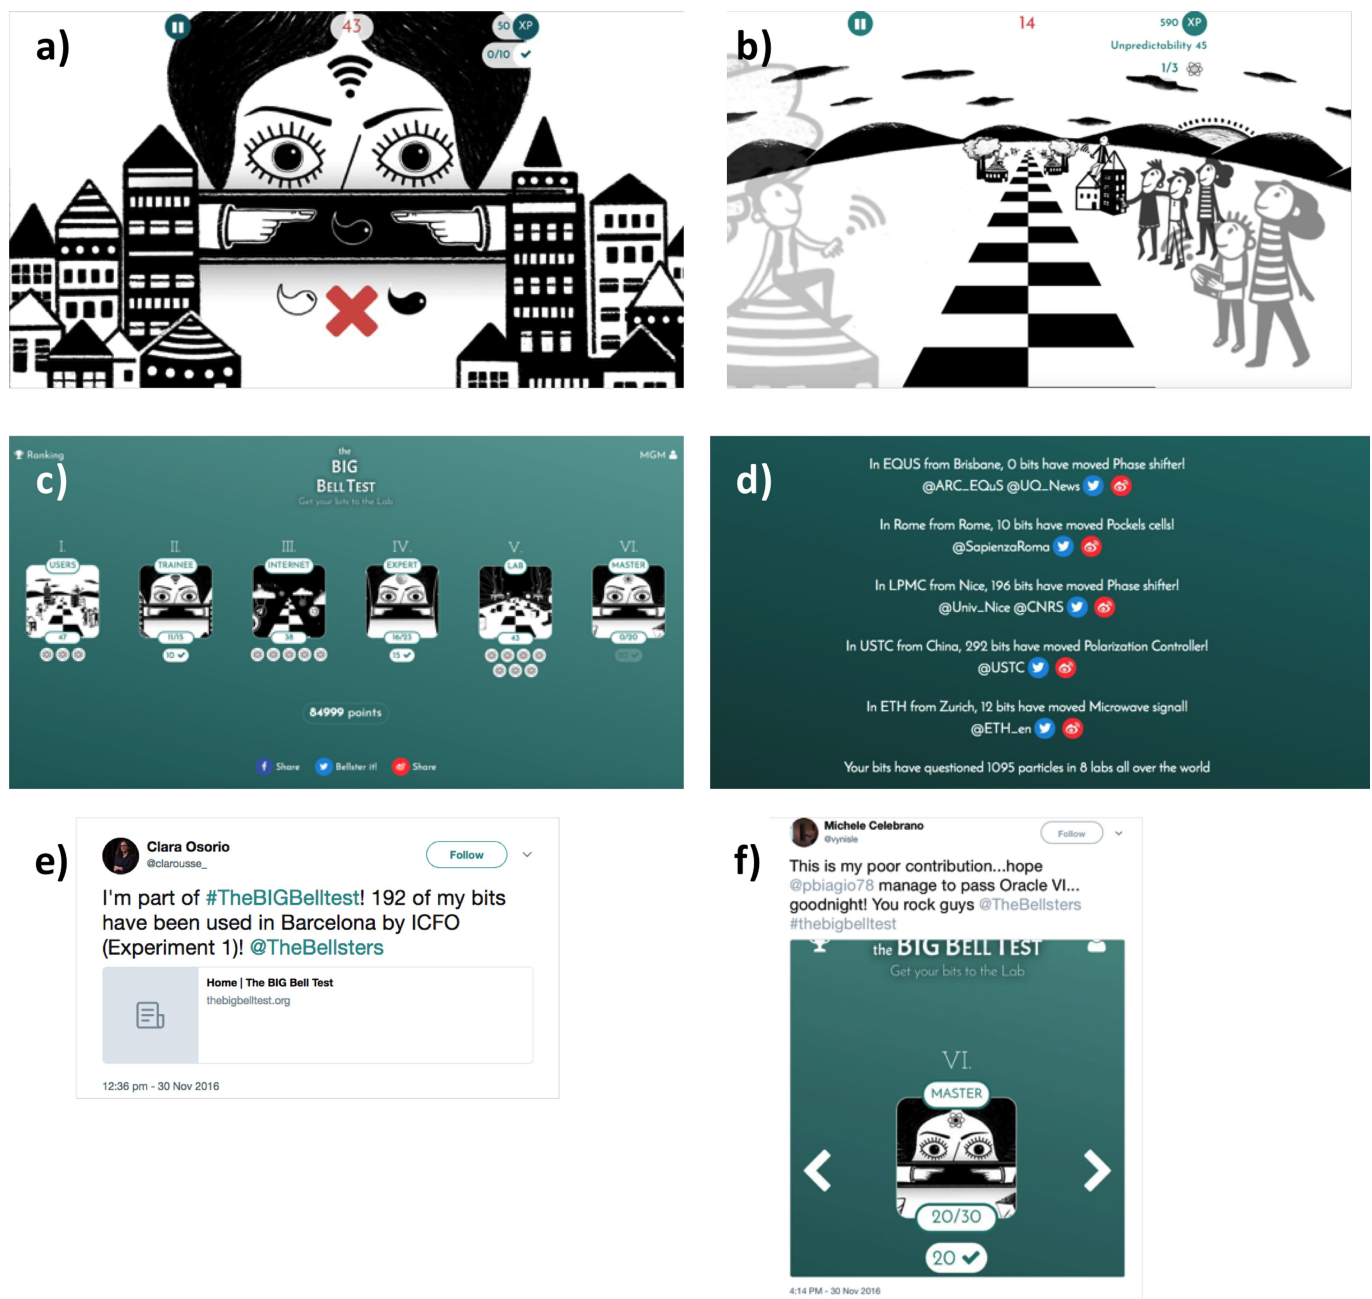 a)
43
50 XP
0/10
b)
14
590 XP
Unpredictability 45
1/3
c)
Ranking
the
BIG
BELL TEST
Get your bits to the Lab
MGM
I.
II.
III.
IV.
V.
VI.
USERS
TRAINEE
INTERNET
EXPERT
LAB
MASTER
47
11/15
38
16/23
43
0/20
10
15
84999 points
Share
Bellster it!
Share
d)
In EQUS from Brisbane, 0 bits have moved Phase shifter!
@ARC_EQuS @UQ_News
In Rome from Rome, 10 bits have moved Pockels cells!
@SapienzaRoma
In LPMC from Nice, 196 bits have moved Phase shifter!
@Univ_Nice @CNRS
In USTC from China, 292 bits have moved Polarization Controller!
@USTC
In ETH from Zurich, 12 bits have moved Microwave signal!
@ETH_en
Your bits have questioned 1095 particles in 8 labs all over the world
e)
Clara Osorio
@clarousse_
Follow
I'm part of #TheBIGBelltest! 192 of my bits
have been used in Barcelona by ICFO
(Experiment 1)! @TheBellsters
Home | The BIG Bell Test
thebigbelltest.org
12:36 pm - 30 Nov 2016
f)
Michele Celebrano
@vynisle
Follow
This is my poor contribution...hope
@pbiagio78 manage to pass Oracle VI...
goodnight! You rock guys @TheBellsters
#thebigbelltest
the BIG BELL TEST
Get your bits to the Lab
VI.
MASTER
20/30
20
4:14 PM - 30 Nov 2016